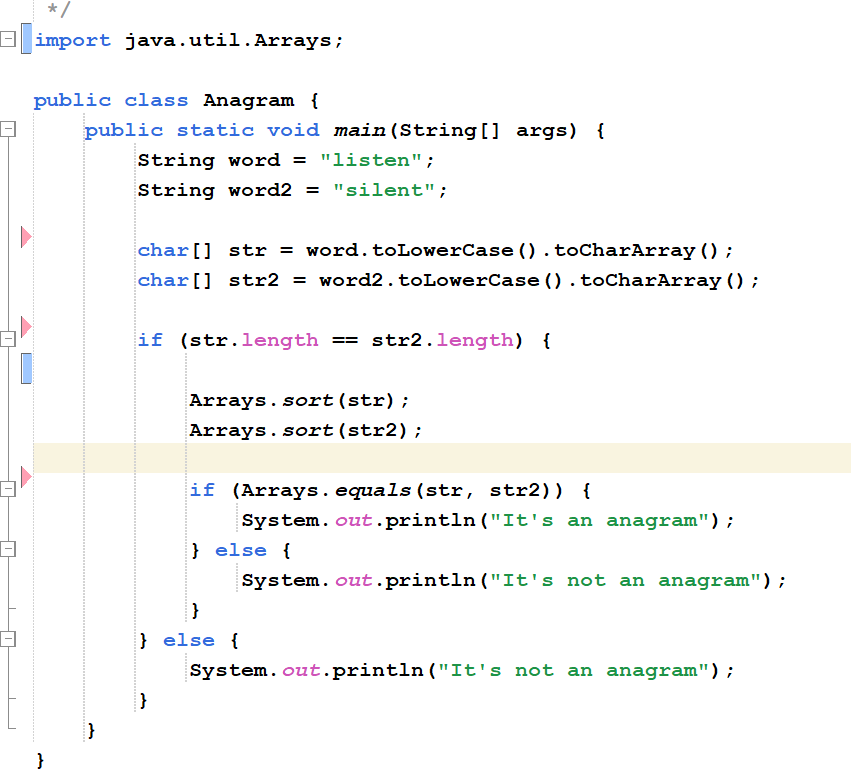 */
import java.util.Arrays;
public class Anagram {
public static void main(String[] args) {
String word = "listen";
String word2 = "silent";
char[] str = word.toLowerCase().toCharArray();
char[] str2 = word2.toLowerCase().toCharArray();
if (str.length == str2.length) {
Arrays.sort(str);
Arrays.sort(str2);
if (Arrays.equals(str, str2)) {
System.out.println("It's an anagram");
} else {
System.out.println("It's not an anagram");
}
} else {
System.out.println("It's not an anagram");
}
}
}